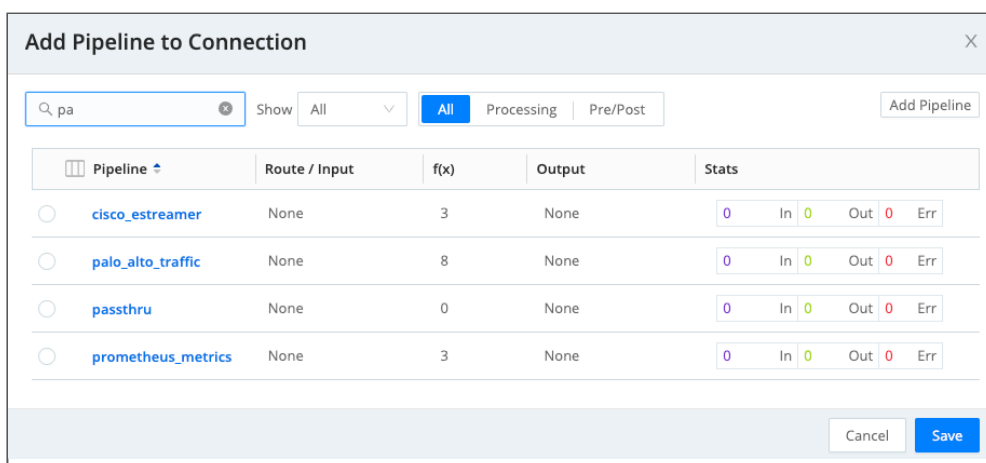 Add Pipeline to Connection
pa Show All All Processing Pre/Post Add Pipeline
Pipeline Route / Input f(x) Output Stats
cisco_estreamer None 3 None 0 In 0 Out 0 Err
palo_alto_traffic None 8 None 0 In 0 Out 0 Err
passthru None 0 None 0 In 0 Out 0 Err
prometheus_metrics None 3 None 0 In 0 Out 0 Err
Cancel Save